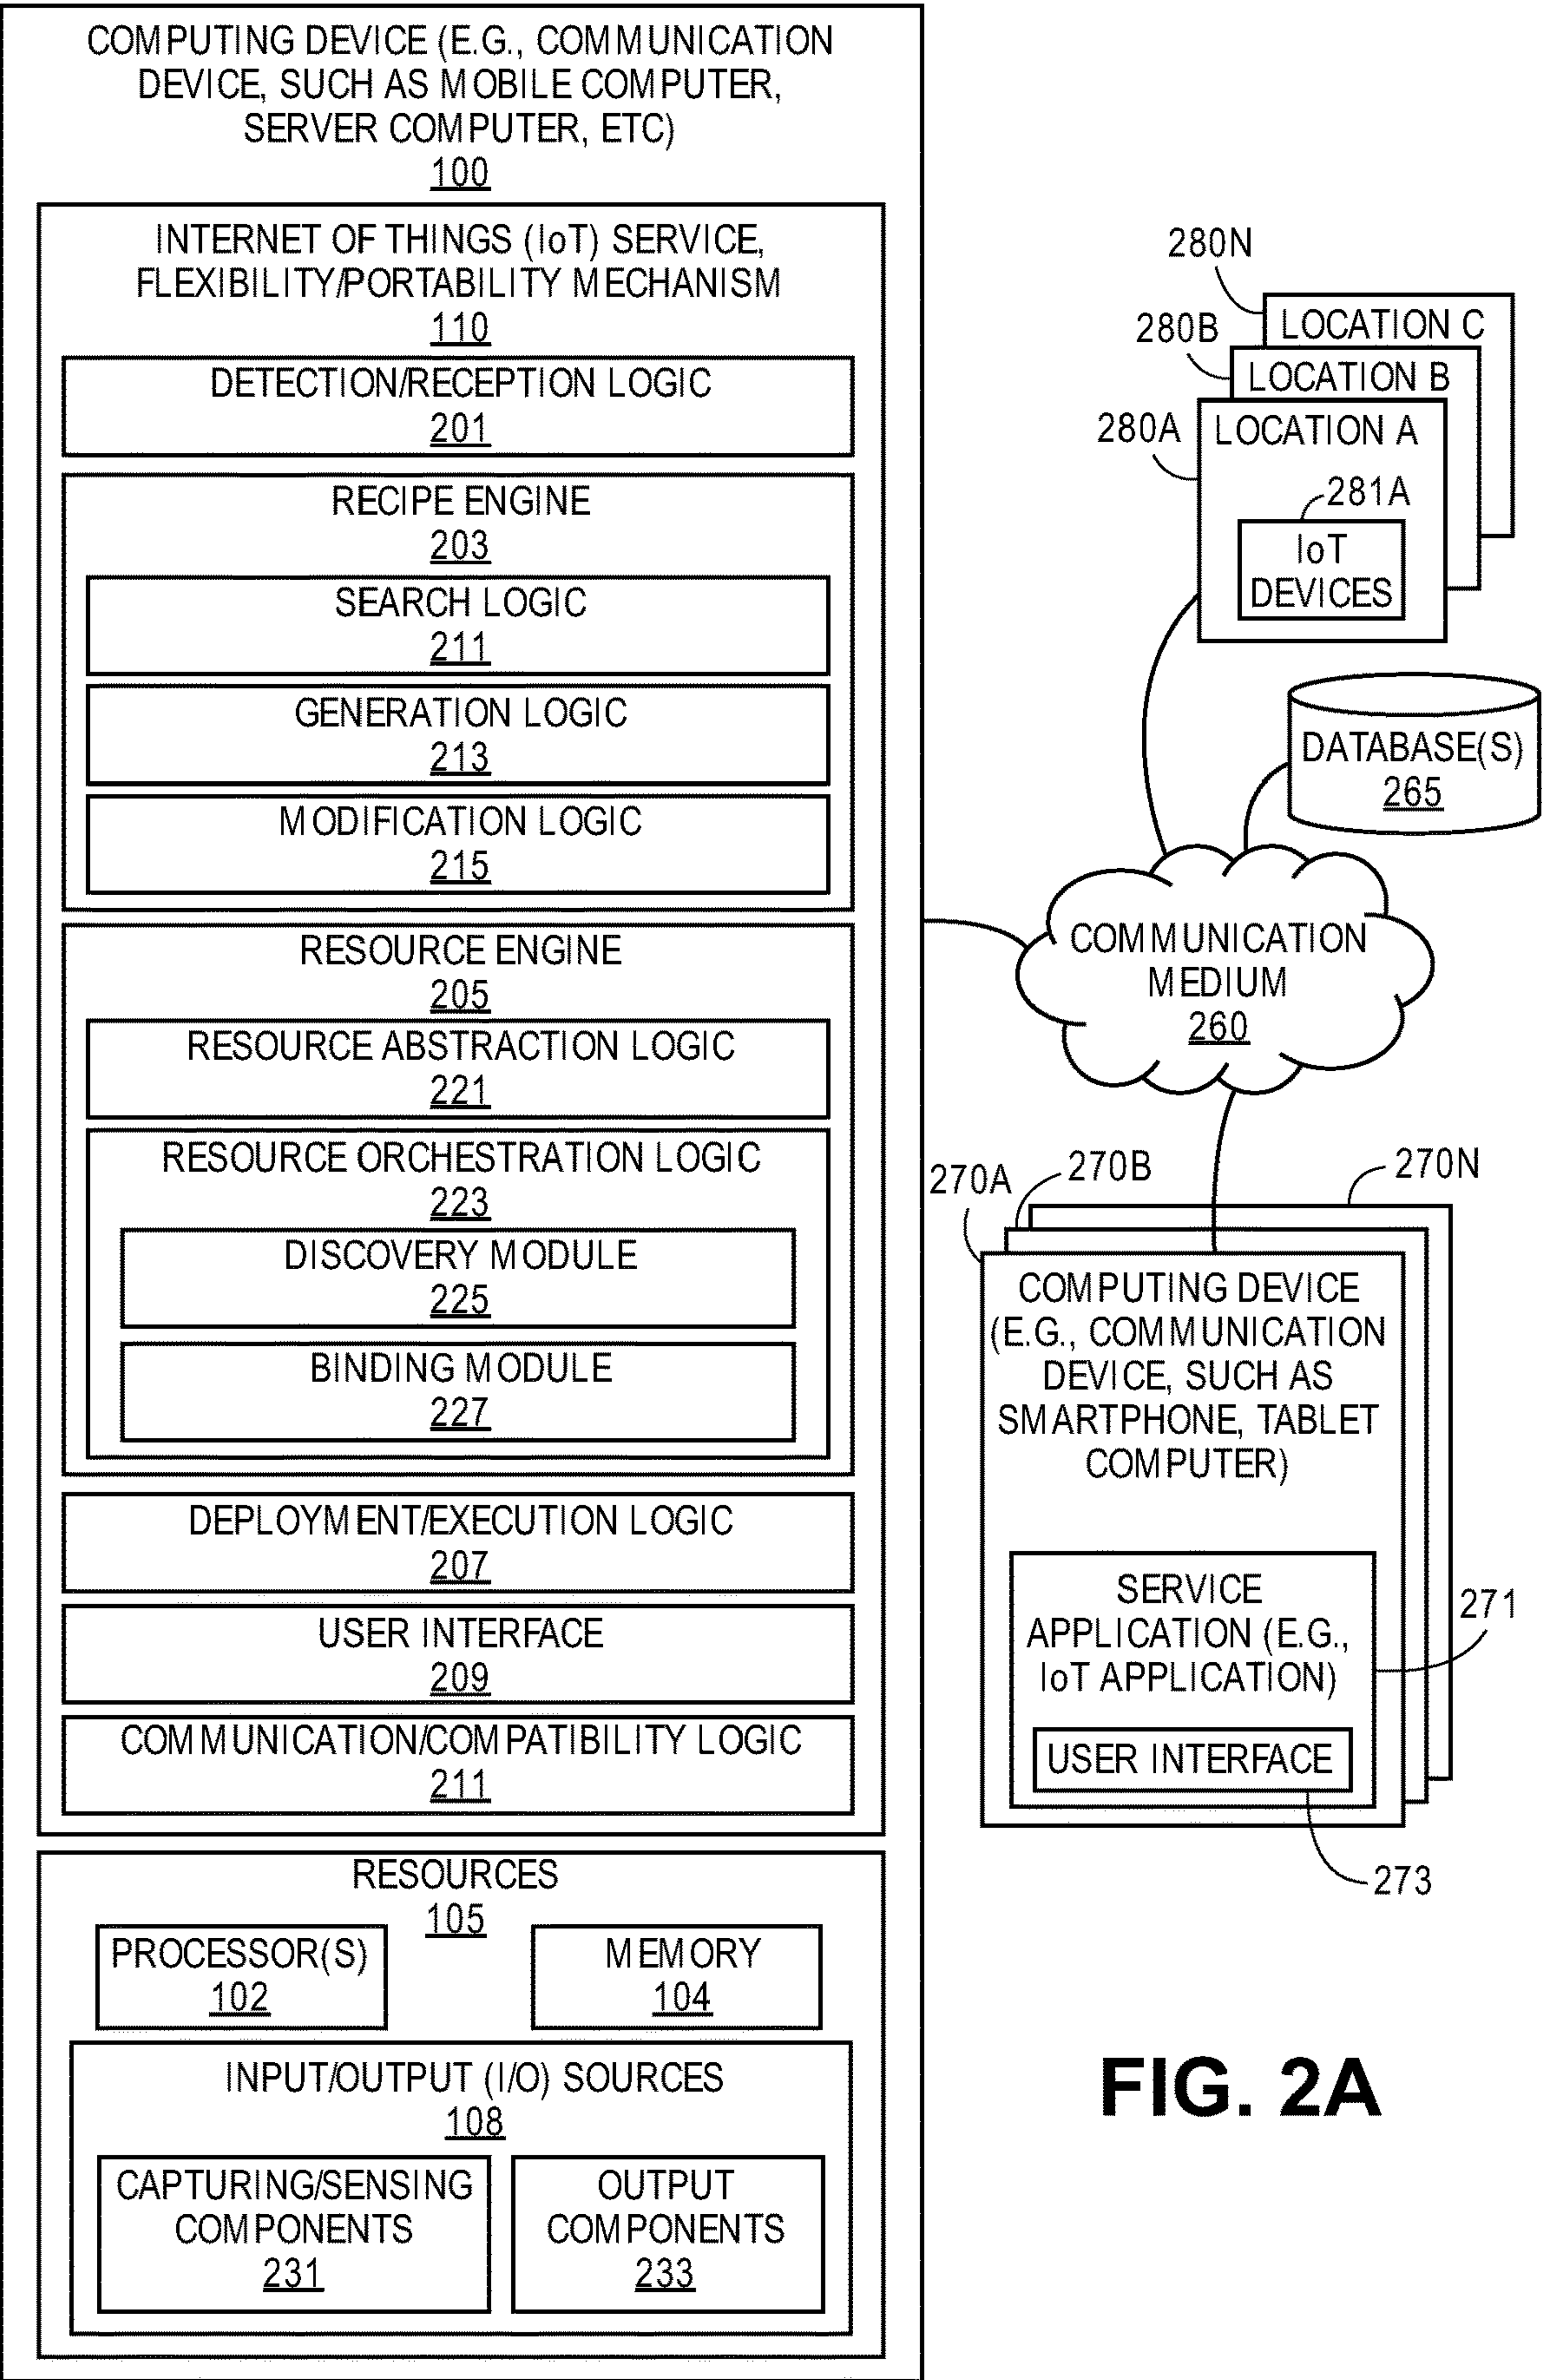 COMPUTING DEVICE (E.G., COMMUNICATION
DEVICE, SUCH AS MOBILE COMPUTER,
SERVER COMPUTER, ETC)
100
INTERNET OF THINGS (IoT) SERVICE,
FLEXIBILITY/PORTABILITY MECHANISM
110
DETECTION/RECEPTION LOGIC
201
RECIPE ENGINE
203
SEARCH LOGIC
211
GENERATION LOGIC
213
MODIFICATION LOGIC
215
RESOURCE ENGINE
205
RESOURCE ABSTRACTION LOGIC
221
RESOURCE ORCHESTRATION LOGIC
223
DISCOVERY MODULE
225
BINDING MODULE
227
DEPLOYMENT/EXECUTION LOGIC
207
USER INTERFACE
209
COMMUNICATION/COMPATIBILITY LOGIC
211
RESOURCES
105
PROCESSOR(S)
102
MEMORY
104
INPUT/OUTPUT (I/O) SOURCES
108
CAPTURING/SENSING
COMPONENTS
231
OUTPUT
COMPONENTS
233
280N
LOCATION C
280B
LOCATION B
280A
LOCATION A
281A
IoT
DEVICES
DATABASE(S)
265
COMMUNICATION
MEDIUM
260
270A
270B
270N
COMPUTING DEVICE
(E.G., COMMUNICATION
DEVICE, SUCH AS
SMARTPHONE, TABLET
COMPUTER)
SERVICE
APPLICATION (E.G.,
IoT APPLICATION)
271
USER INTERFACE
273
FIG. 2A